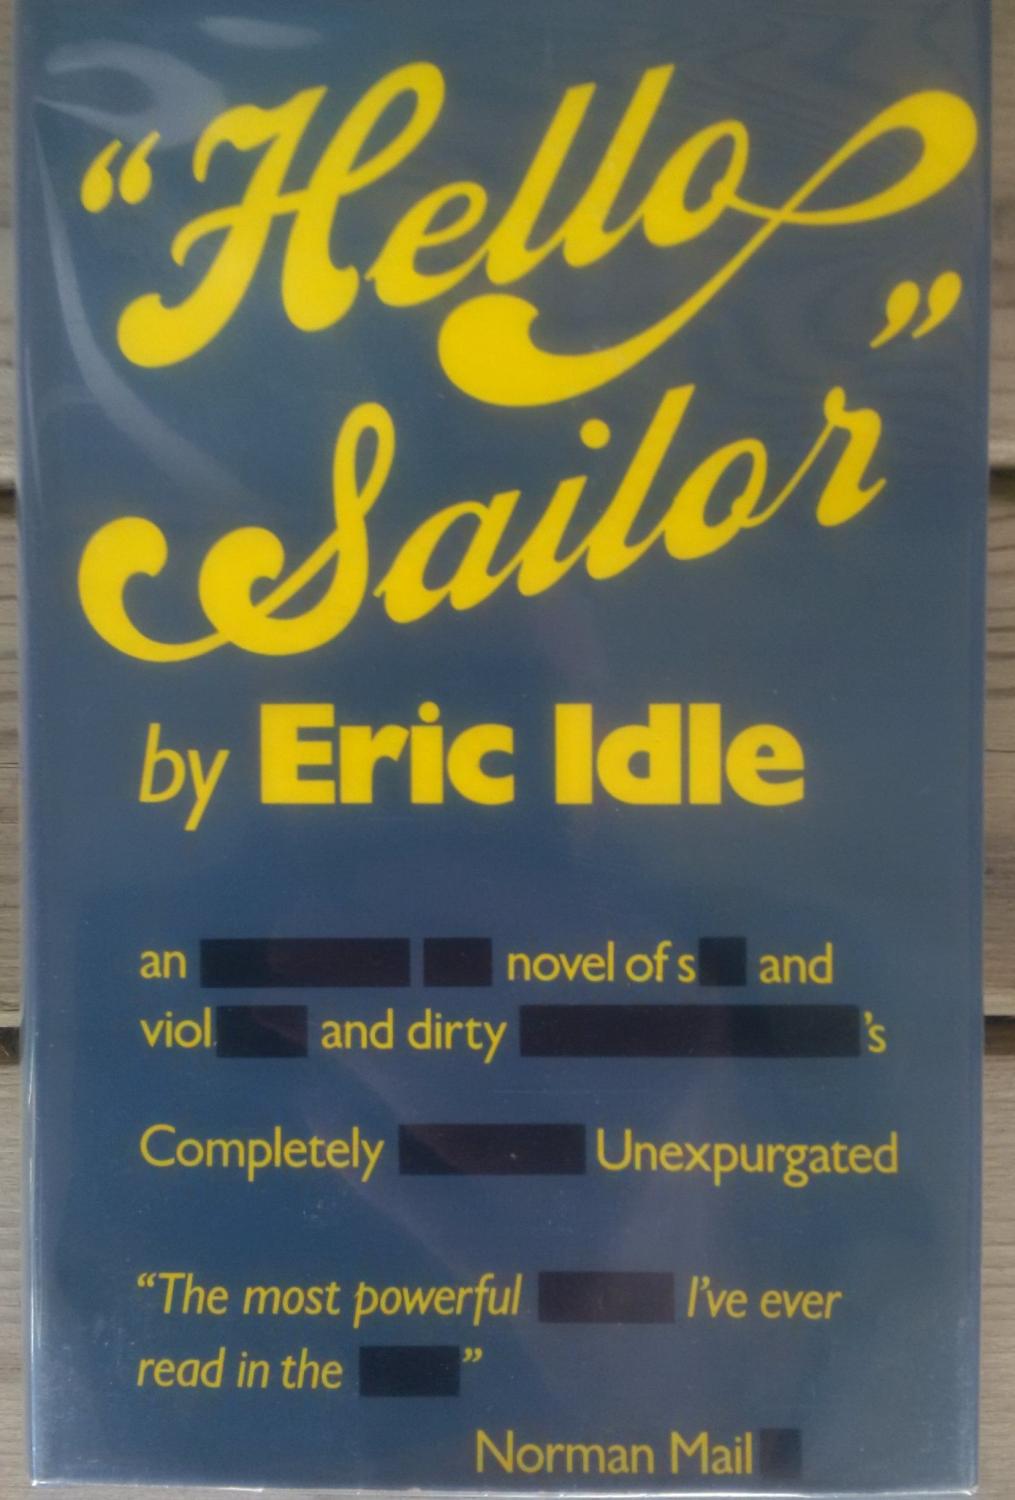 “Hello
Sailor”
by Eric Idle
an novel of s and
viol and dirty 's
Completely Unexpurgated
“The most powerful I've ever
read in the ”
Norman Mail